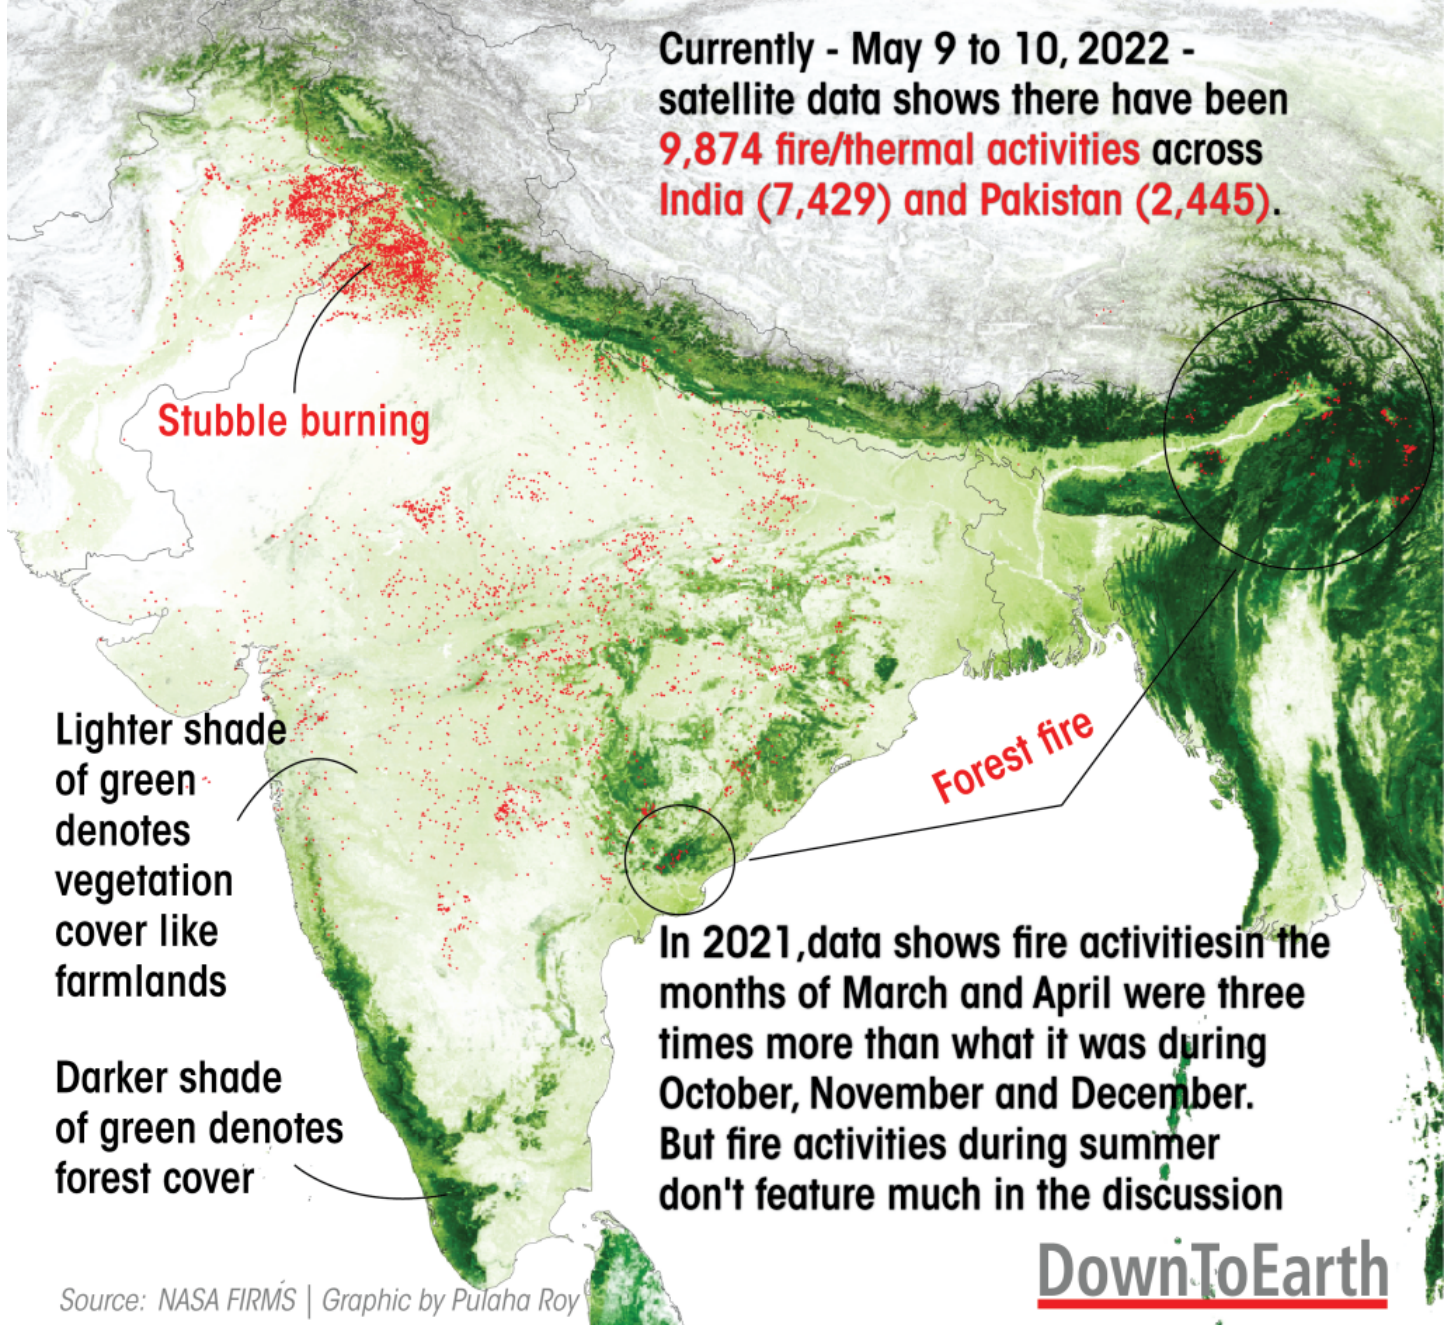 Currently - May 9 to 10, 2022 -
satellite data shows there have been
9,874 fire/thermal activities across
India (7,429) and Pakistan (2,445).
Stubble burning
Lighter shade
of green
denotes
vegetation
cover like
farmlands
Forest fire
In 2021,data shows fire activitiesin the
months of March and April were three
times more than what it was during
October, November and December.
But fire activities during summer
don't feature much in the discussion
Darker shade
of green denotes
forest cover
Source: NASA FIRMS | Graphic by Pulaha Roy
DownToEarth